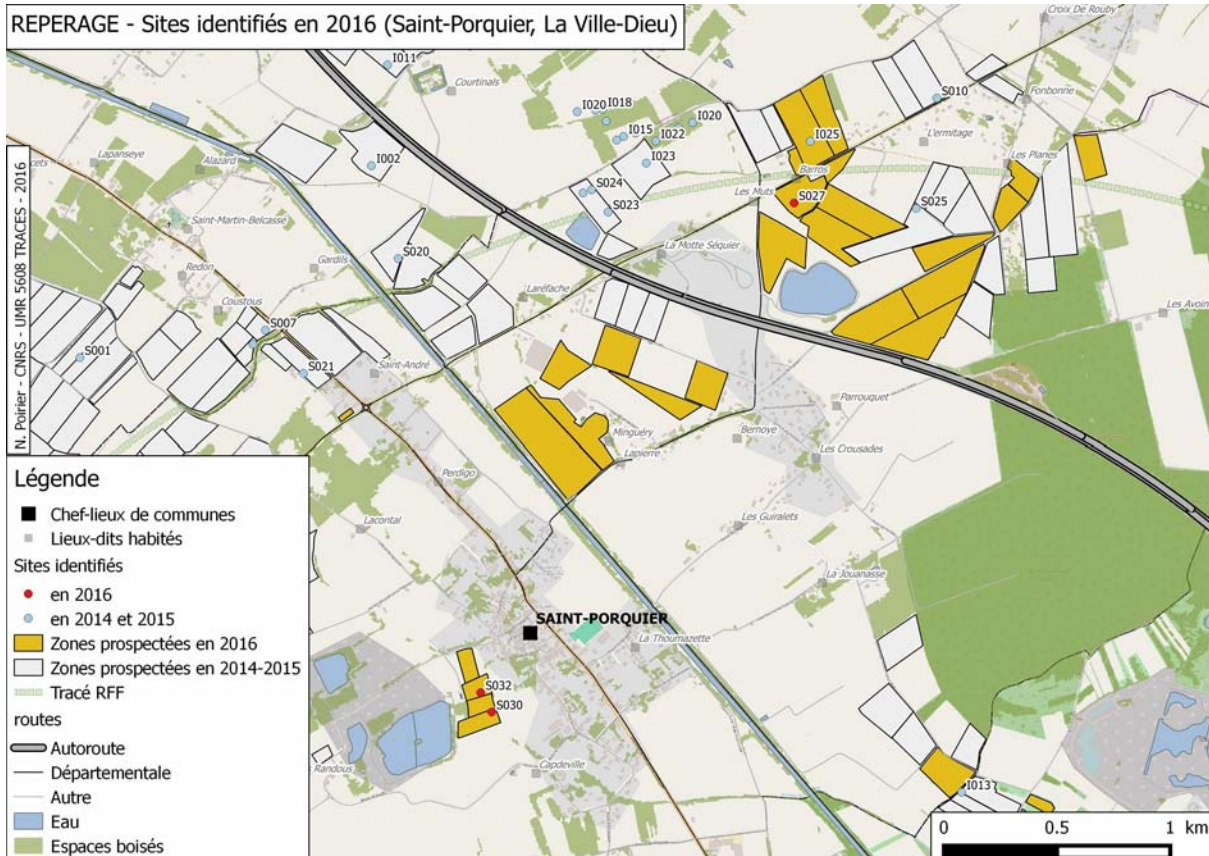 REPERAGE - Sites identifiés en 2016 (Saint-Porquier, La Ville-Dieu)
Croix De Rouby
I011
Courtinals
I020
I018
I020
S010
Fonbonne
I015
I022
I025
L'ermitage
Lapanseye
Alazard
I002
I023
Barros
Les Planes
S024
Les Muts
S027
S023
S025
Saint-Martin-Belcasse
La Motte Séquier
Redon
Gardils
S020
Laréfache
Les Avoin
Coustous
S007
S001
S021
Saint-André
Parrouquet
Minguéry
Bernoye
Lapierre
Les Crousades
Perdigo
Lacontal
Les Guiralets
La Jouanasse
SAINT-PORQUIER
La Thoumazette
S032
S030
Randous
Capdeville
I013
N. Poirier - CNRS - UMR 5608 TRACES - 2016
Légende
Chef-lieux de communes
Lieux-dits habités
Sites identifiés
en 2016
en 2014 et 2015
Zones prospectées en 2016
Zones prospectées en 2014-2015
Tracé RFF
routes
Autoroute
Départementale
Autre
Eau
Espaces boisés
0 0.5 1 km